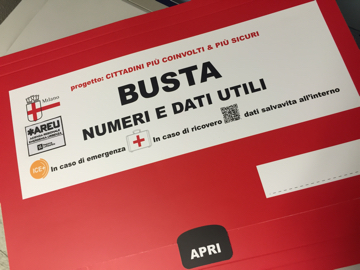 progetto: CITTADINI PIÙ COINVOLTI & PIÙ SICURI
Milano
BUSTA
NUMERI E DATI UTILI
AREU
ICE+
In caso di emergenza
In caso di ricovero
dati salvavita all'interno
APRI